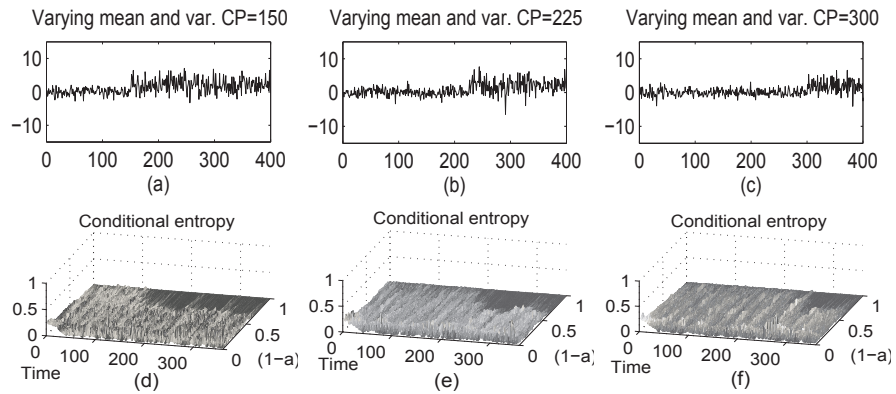 Varying mean and var. CP=150
Varying mean and var. CP=225
Varying mean and var. CP=300
10
0
−10
0 100 200 300 400
(a)
10
0
−10
0 100 200 300 400
(b)
10
0
−10
0 100 200 300 400
(c)
Conditional entropy
1
0.5
0
0 100 200 300
Time
0 0.5 1
(1−a)
(d)
Conditional entropy
1
0.5
0
0 100 200 300
Time
0 0.5 1
(1−a)
(e)
Conditional entropy
1
0.5
0
0 100 200 300
Time
0 0.5 1
(1−a)
(f)